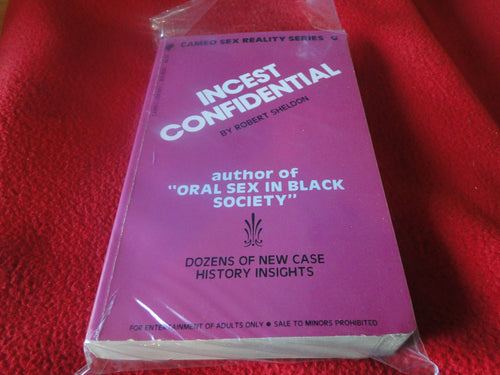 CAMEO SEX REALITY SERIES
INCEST
CONFIDENTIAL
BY ROBERT SHELDON
author of
"ORAL SEX IN BLACK
SOCIETY"
DOZENS OF NEW CASE
HISTORY INSIGHTS
FOR ENTERTAINMENT OF ADULTS ONLY • SALE TO MINORS PROHIBITED